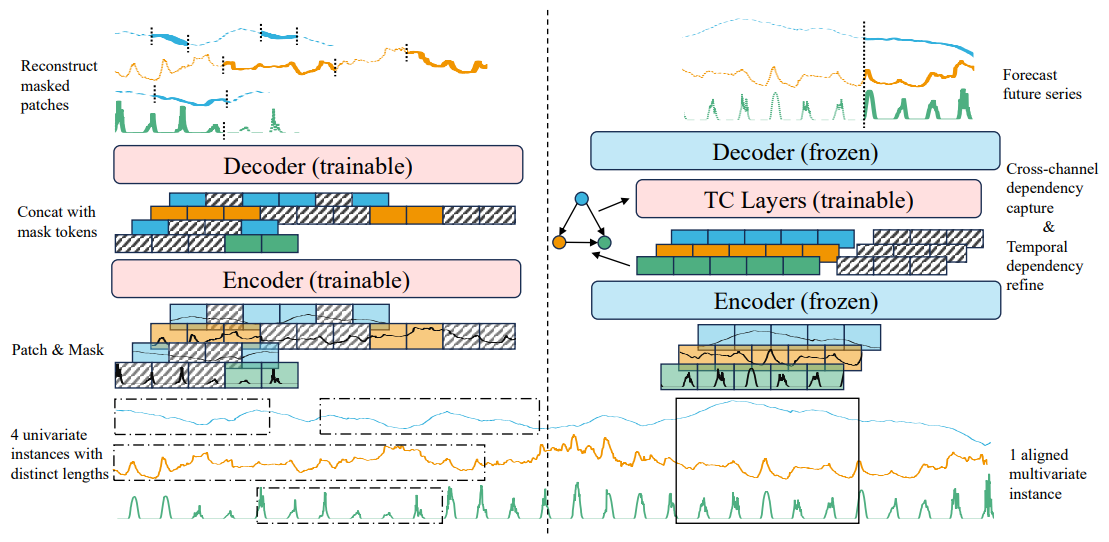 Reconstruct
masked
patches
Decoder (trainable)
Concat with
mask tokens
Encoder (trainable)
Patch & Mask
4 univariate
instances with
distinct lengths
Forecast
future series
Decoder (frozen)
TC Layers (trainable)
Cross-channel
dependency
capture
&
Temporal
dependency
refine
Encoder (frozen)
1 aligned
multivariate
instance